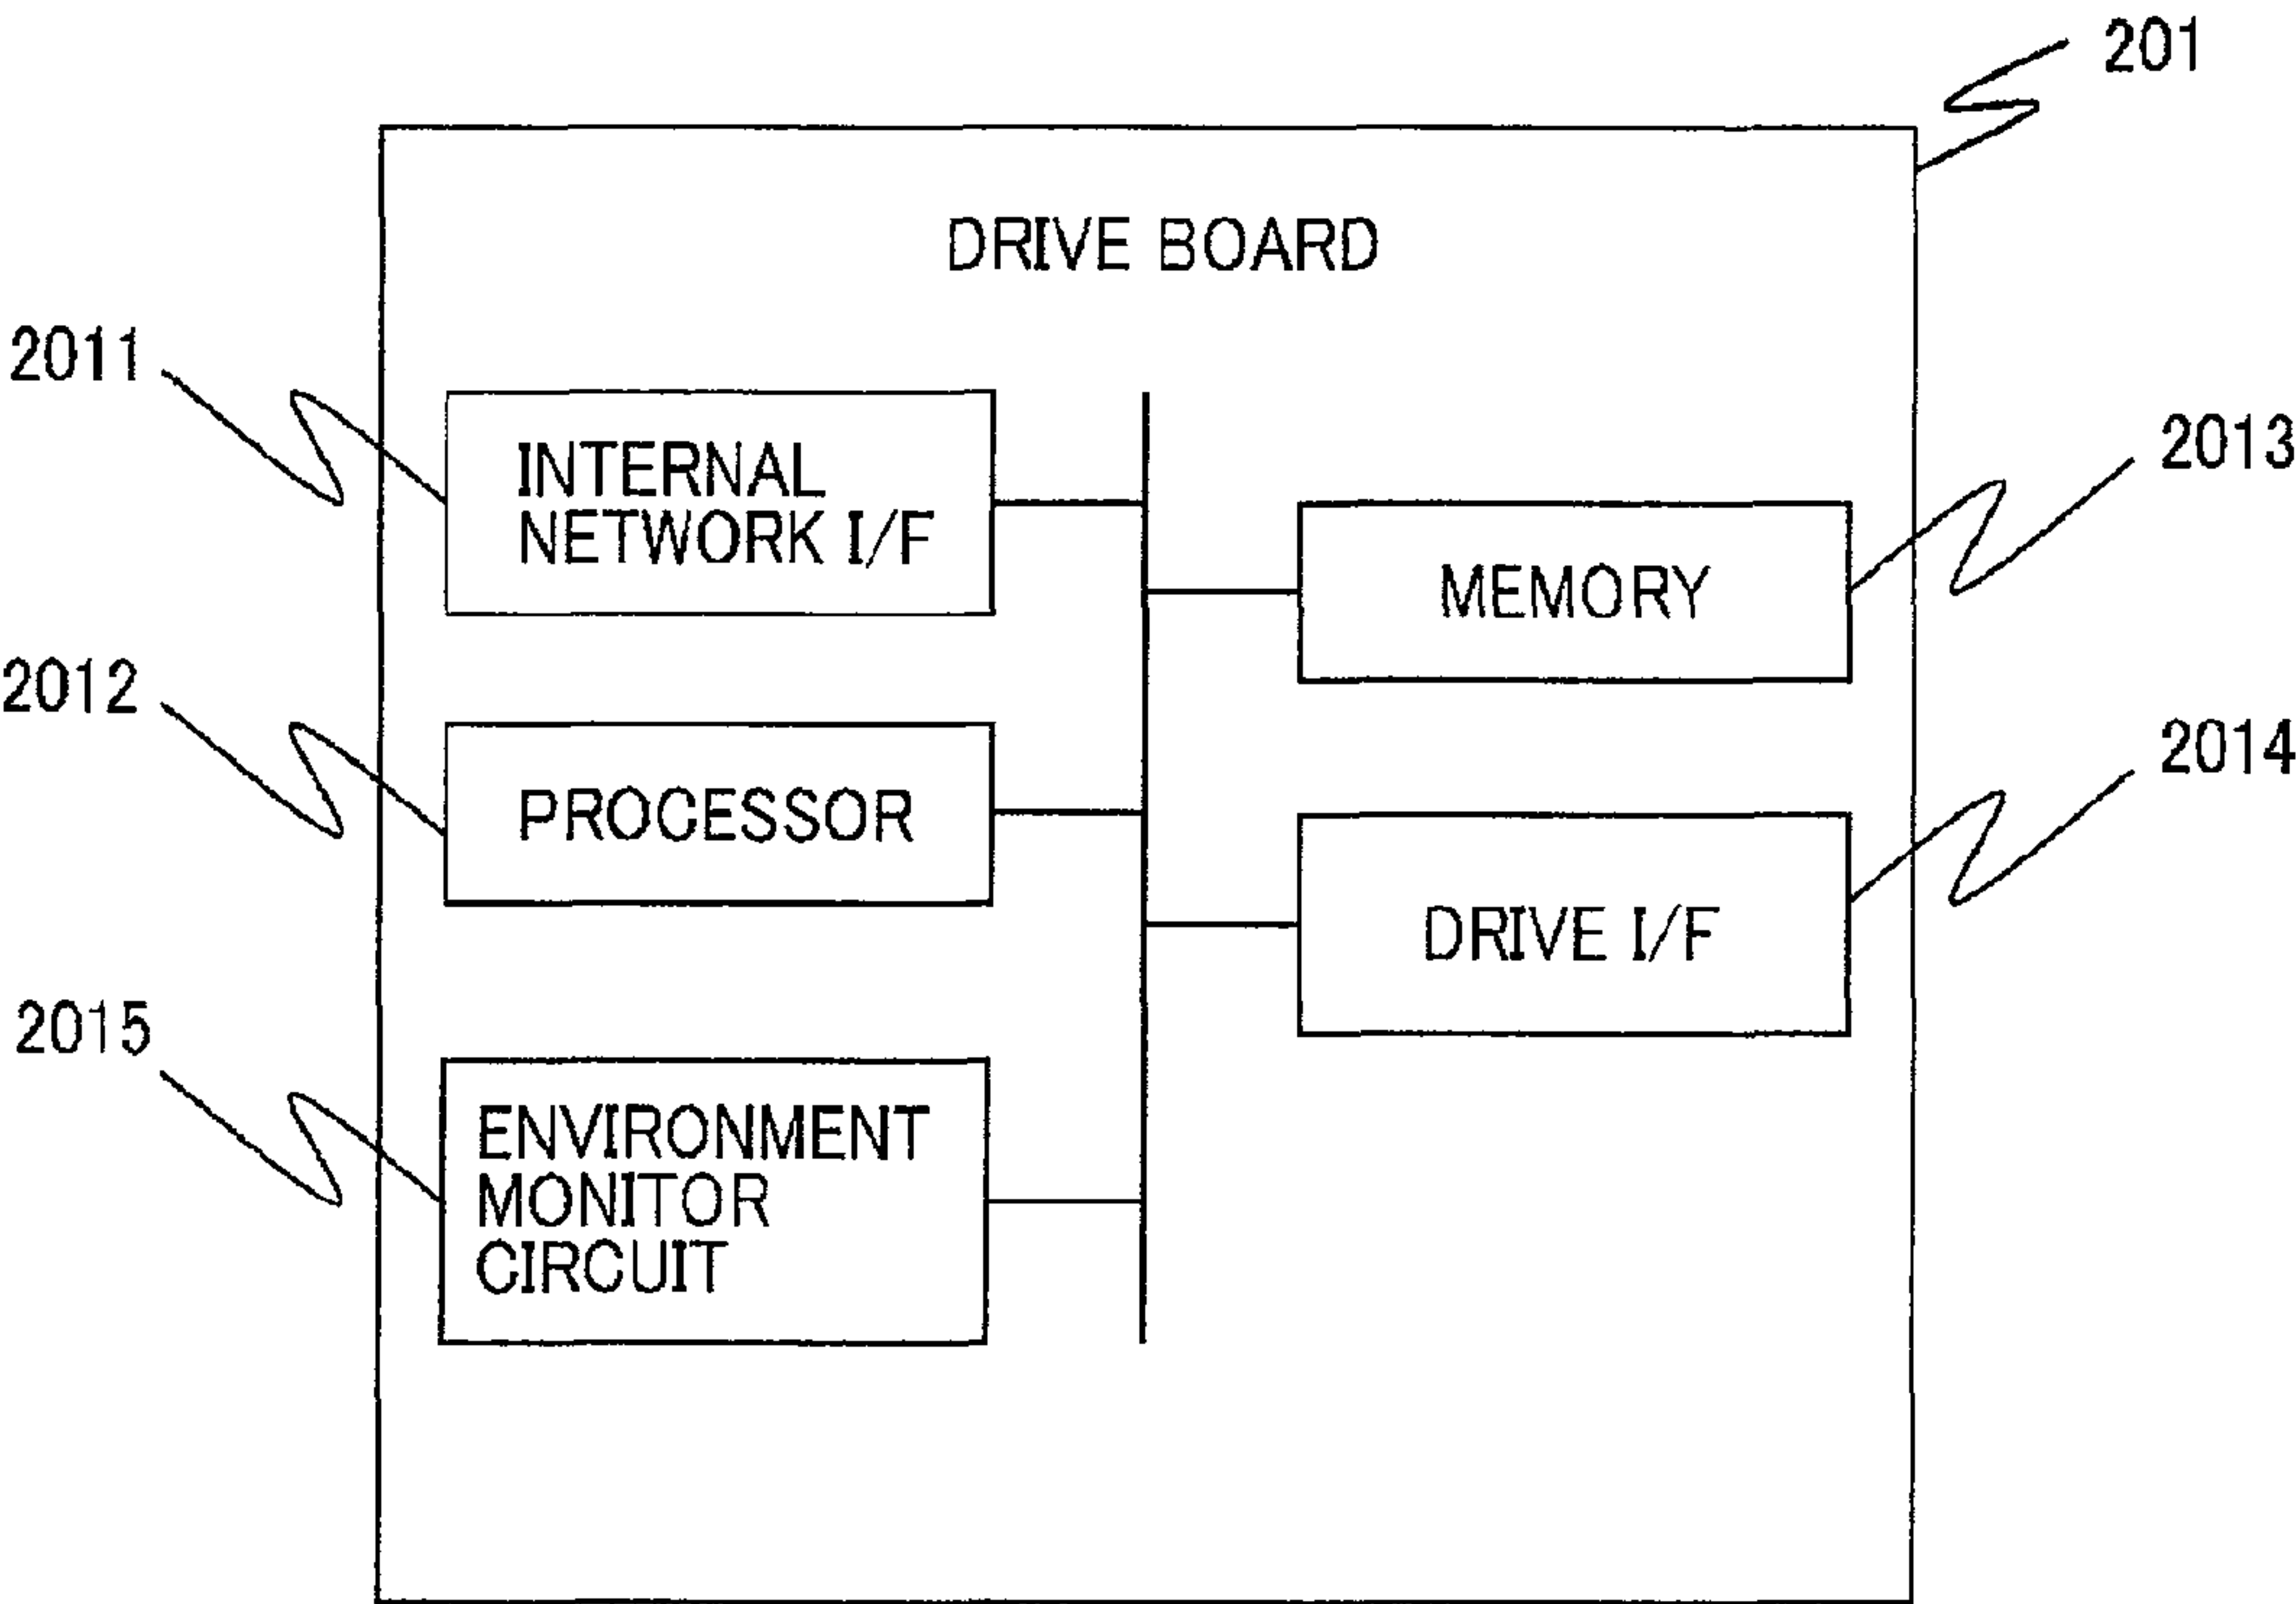 201
DRIVE BOARD
2011
INTERNAL
NETWORK I/F
2013
MEMORY
2012
PROCESSOR
2014
DRIVE I/F
2015
ENVIRONMENT
MONITOR
CIRCUIT